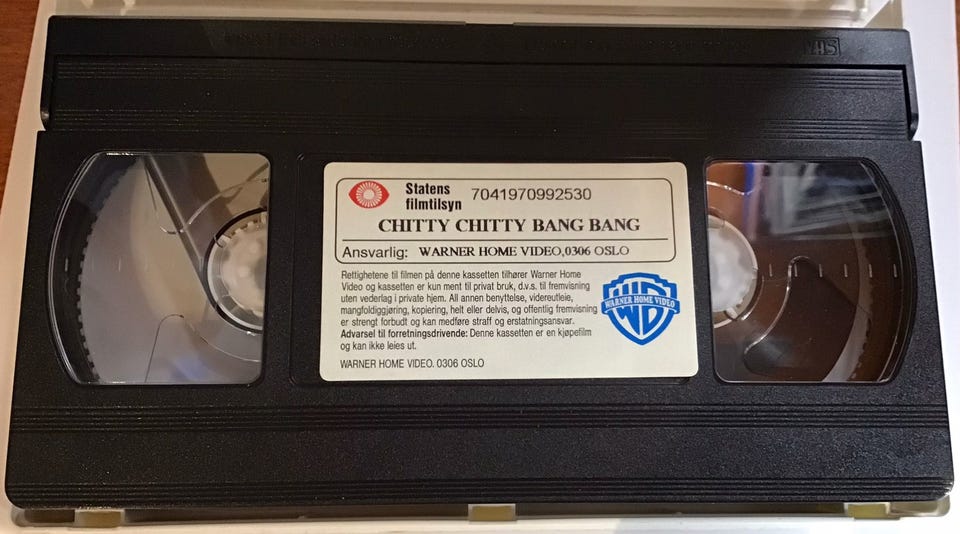 VHS
Statens
filmtilsyn
7041970992530
CHITTY CHITTY BANG BANG
Ansvarlig: WARNER HOME VIDEO,0306 OSLO
Rettighetene til filmen på denne kassetten tilhører Warner Home
Video og kassetten er kun ment til privat bruk, d.v.s. til fremvisning
uten vederlag i private hjem. All annen benyttelse, videreutleie,
mangfoldiggjøring, kopiering, helt eller delvis, og offentlig fremvisning
er strengt forbudt og kan medføre straff og erstatningsansvar.
Advarsel til forretningsdrivende: Denne kassetten er en kjøpefilm
og kan ikke leies ut.
WARNER HOME VIDEO. 0306 OSLO
WARNER HOME VIDEO
WB